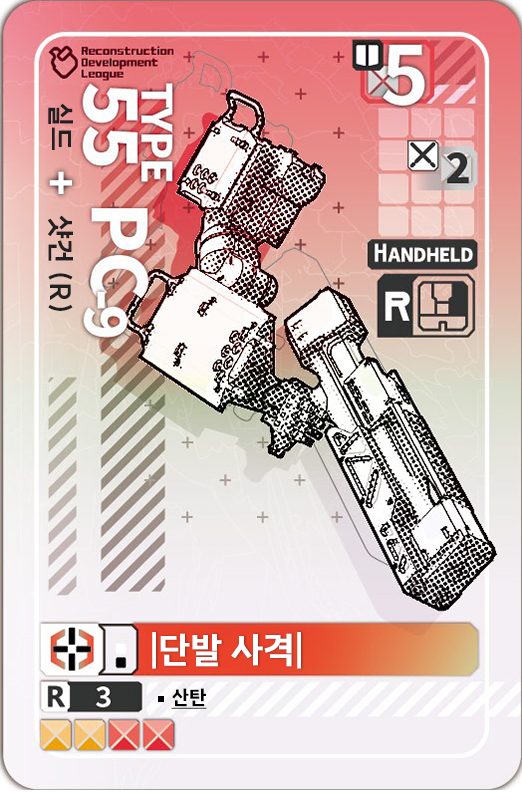 Reconstruction
Development
League
TYPE
55 PC-9
실드 + 샷건 (R)
5
2
HANDHELD
R
|단발 사격|
R 3
▪ 산탄